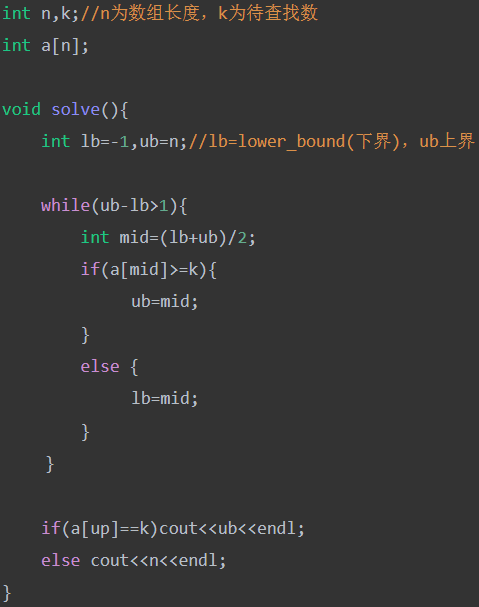 int n,k;//n为数组长度，k为待查找数
int a[n];
void solve(){
int lb=-1,ub=n;//lb=lower_bound(下界)，ub上界
while(ub-lb>1){
int mid=(lb+ub)/2;
if(a[mid]>=k){
ub=mid;
}
else {
lb=mid;
}
}
if(a[up]==k)cout<<ub<<endl;
else cout<<n<<endl;
}